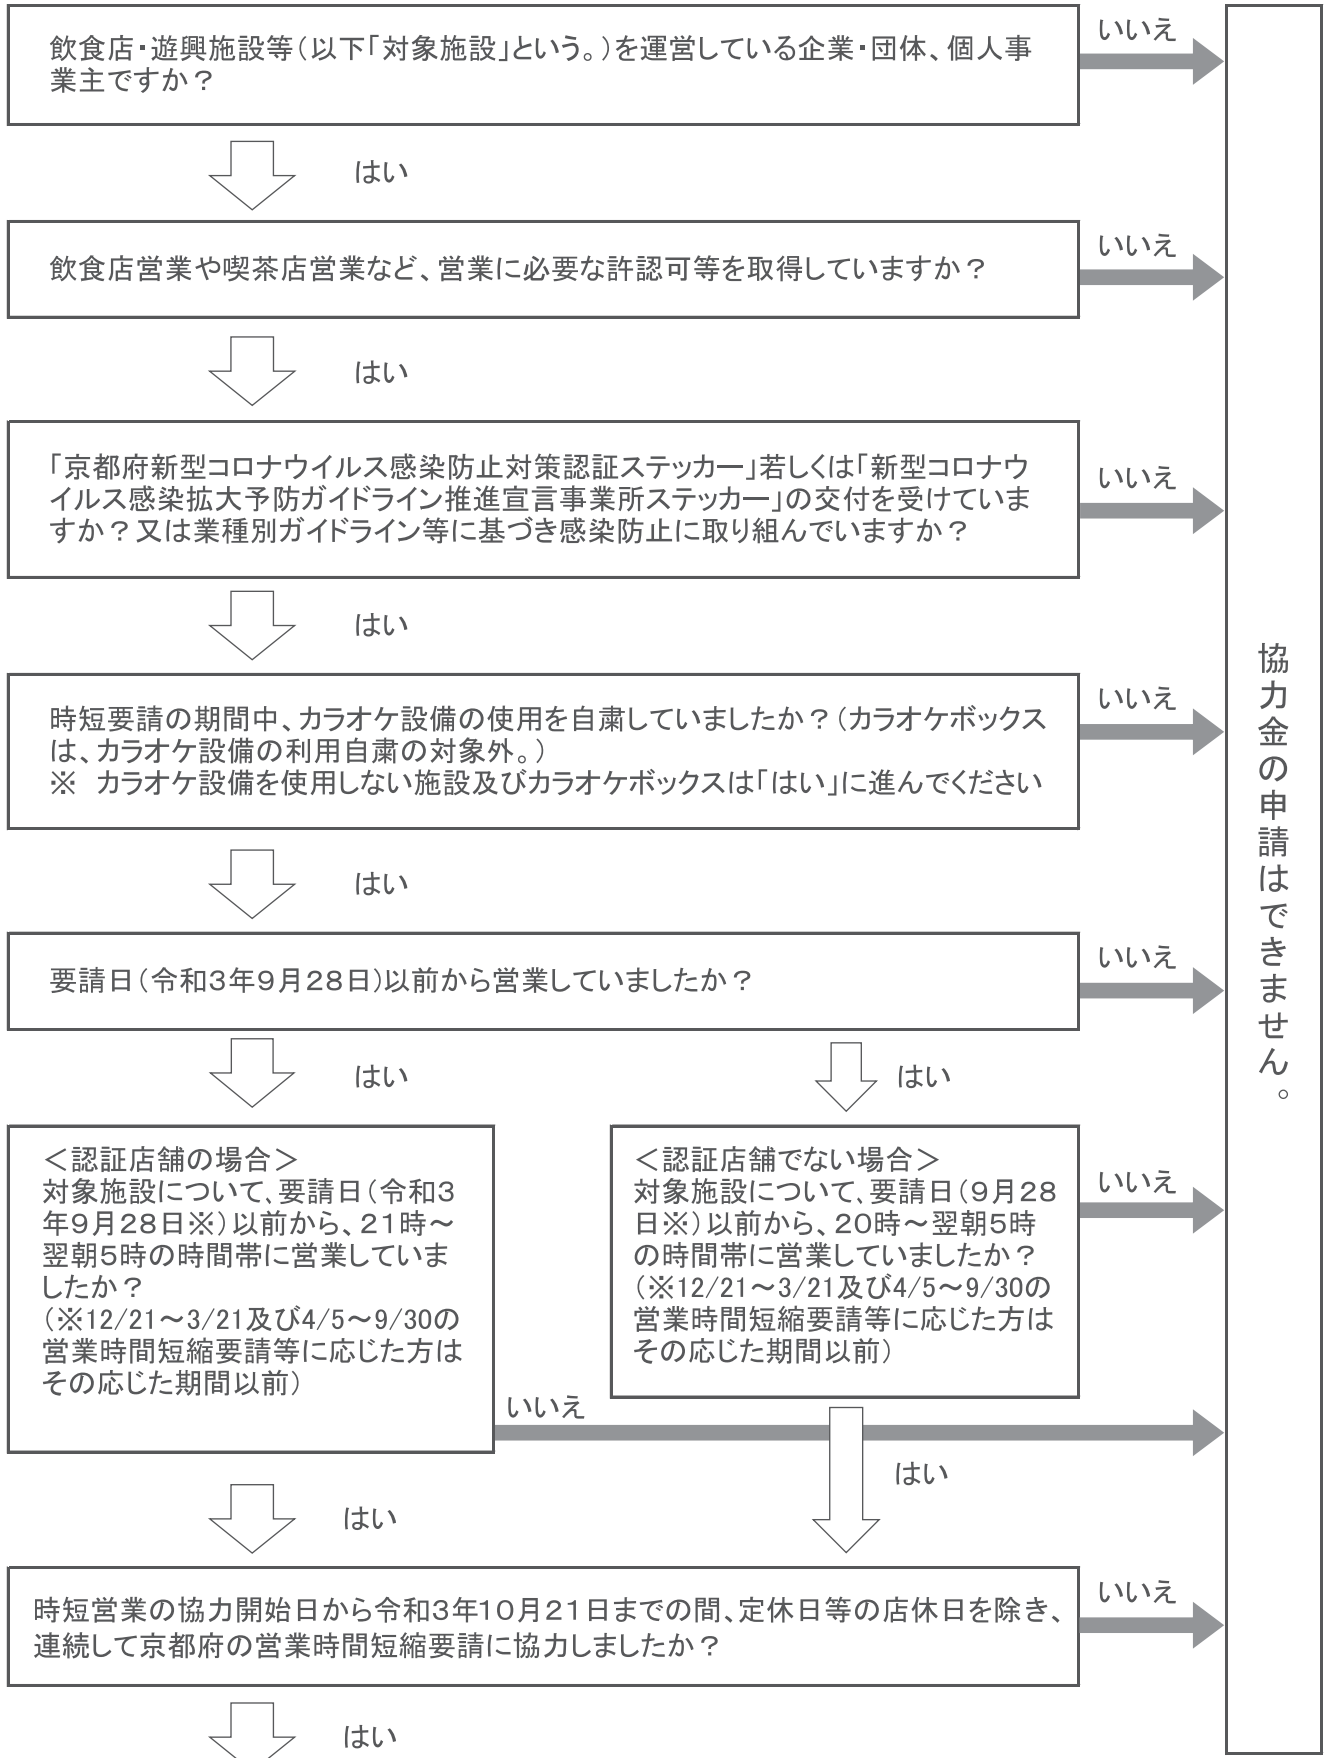 飲食店・遊興施設等（以下「対象施設」という。）を運営している企業・団体、個人事
業主ですか？
いいえ
はい
飲食店営業や喫茶店営業など、営業に必要な許認可等を取得していますか？
いいえ
はい
「京都府新型コロナウイルス感染防止対策認証ステッカー」若しくは「新型コロナウ
イルス感染拡大予防ガイドライン推進宣言事業所ステッカー」の交付を受けていま
すか？又は業種別ガイドライン等に基づき感染防止に取り組んでいますか？
いいえ
はい
時短要請の期間中、カラオケ設備の使用を自粛していましたか？（カラオケボックス
は、カラオケ設備の利用自粛の対象外。）
※　カラオケ設備を使用しない施設及びカラオケボックスは「はい」に進んでください
いいえ
はい
要請日（令和３年９月２８日）以前から営業していましたか？
いいえ
はい
はい
＜認証店舗の場合＞
対象施設について、要請日（令和３
年９月２８日※）以前から、２１時～
翌朝５時の時間帯に営業していま
したか？
（※12/21～3/21及び4/5～9/30の
営業時間短縮要請等に応じた方は
その応じた期間以前）
いいえ
はい
＜認証店舗でない場合＞
対象施設について、要請日（９月２８
日※）以前から、２０時～翌朝５時
の時間帯に営業していましたか？
（※12/21～3/21及び4/5～9/30の
営業時間短縮要請等に応じた方は
その応じた期間以前）
いいえ
はい
時短営業の協力開始日から令和３年１０月２１日までの間、定休日等の店休日を除き、
連続して京都府の営業時間短縮要請に協力しましたか？
いいえ
はい
協力金の申請はできません。